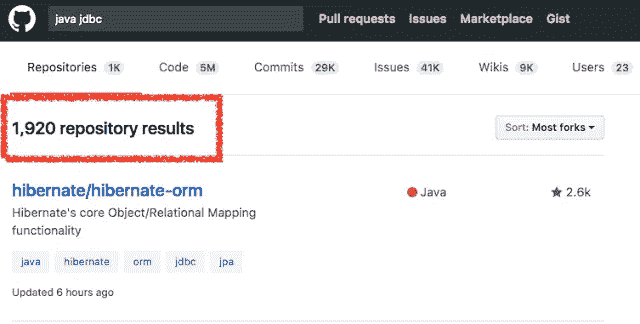 java jdbc Pull requests Issues Marketplace Gist
Repositories 1K Code 5M Commits 29K Issues 41K Wikis 9K Users 23
1,920 repository results
Sort: Most forks
hibernate/hibernate-orm Java 2.6k
Hibernate's core Object/Relational Mapping
functionality
java hibernate orm jdbc jpa
Updated 6 hours ago